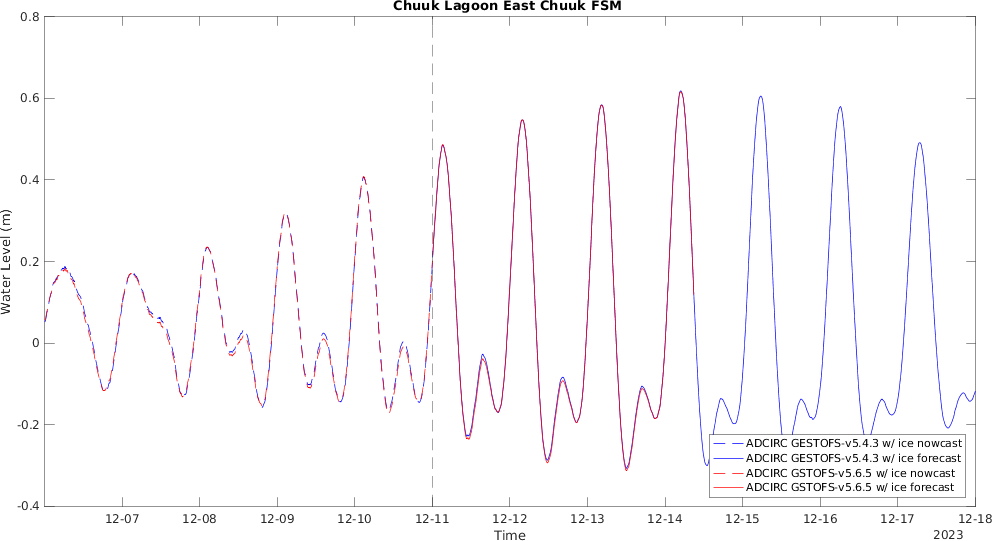 Chuuk Lagoon East Chuuk FSM
0.8
0.6
0.4
0.2
0
-0.2
-0.4
Water Level (m)
ADCIRC GESTOFS-v5.4.3 w/ ice nowcast
ADCIRC GESTOFS-v5.4.3 w/ ice forecast
ADCIRC GSTOFS-v5.6.5 w/ ice nowcast
ADCIRC GSTOFS-v5.6.5 w/ ice forecast
12-07 12-08 12-09 12-10 12-11 12-12 12-13 12-14 12-15 12-16 12-17 12-18
Time
2023